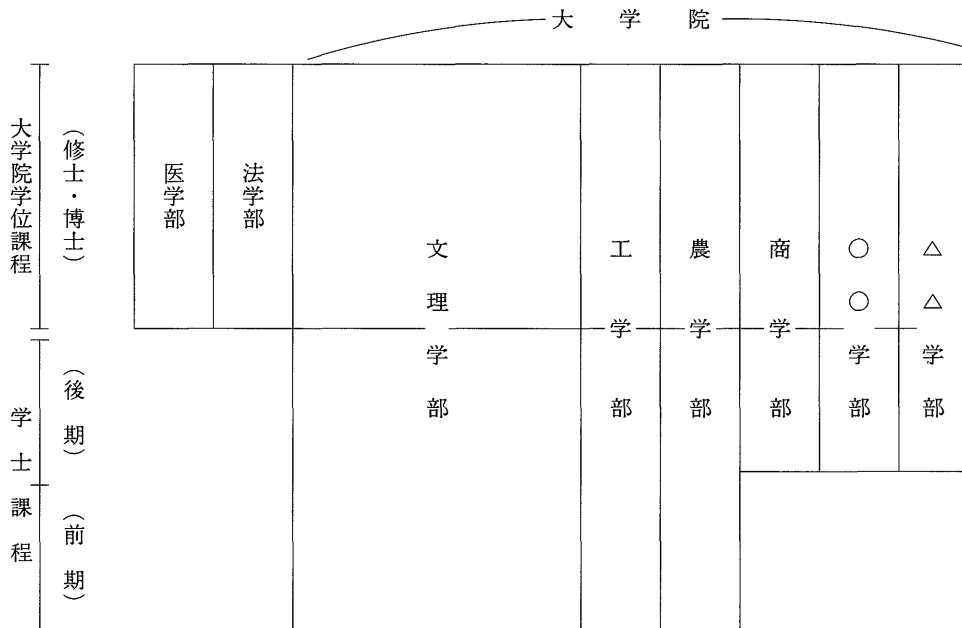 大学院
大学院学位課程
（修士・博士）
学士課程
（後期）
（前期）
医学部
法学部
文理学部
工学部
農学部
商学部
○○学部
△△学部